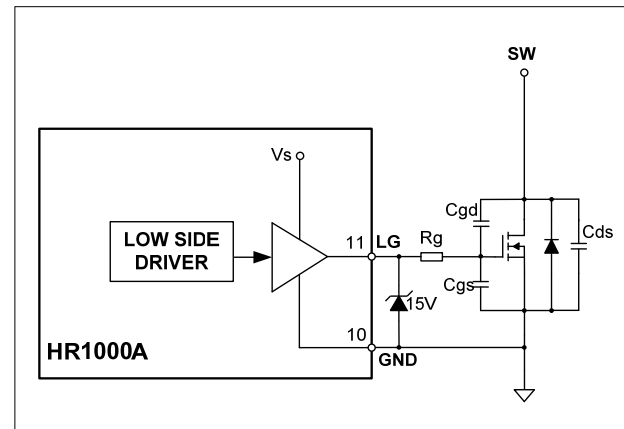 SW
Vs
LOW SIDE
DRIVER
11
LG
Rg
Cgd
Cds
Cgs
15V
10
GND
HR1000A